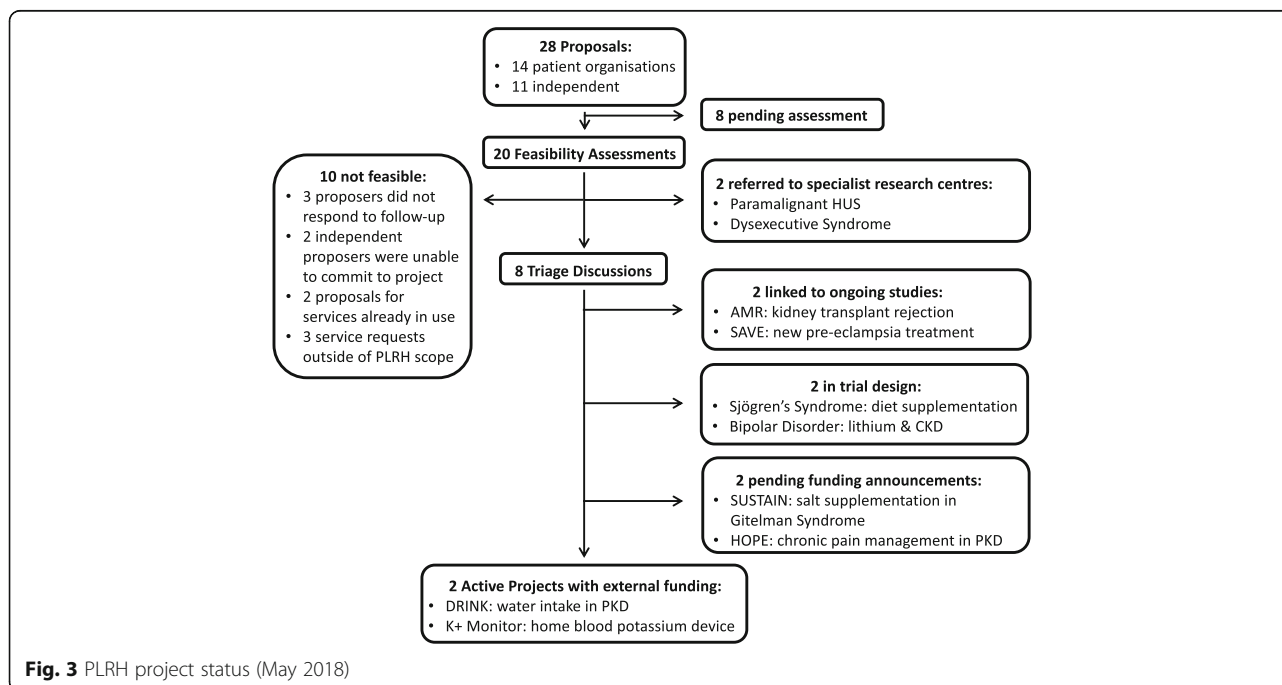 28 Proposals:
• 14 patient organisations
• 11 independent
8 pending assessment
20 Feasibility Assessments
10 not feasible:
• 3 proposers did not
respond to follow-up
• 2 independent
proposers were unable
to commit to project
• 2 proposals for
services already in use
• 3 service requests
outside of PLRH scope
2 referred to specialist research centres:
• Paramalignant HUS
• Dysexecutive Syndrome
8 Triage Discussions
2 linked to ongoing studies:
• AMR: kidney transplant rejection
• SAVE: new pre-eclampsia treatment
2 in trial design:
• Sjögren's Syndrome: diet supplementation
• Bipolar Disorder: lithium & CKD
2 pending funding announcements:
• SUSTAIN: salt supplementation in
Gitelman Syndrome
• HOPE: chronic pain management in PKD
2 Active Projects with external funding:
• DRINK: water intake in PKD
• K+ Monitor: home blood potassium device
Fig. 3 PLRH project status (May 2018)